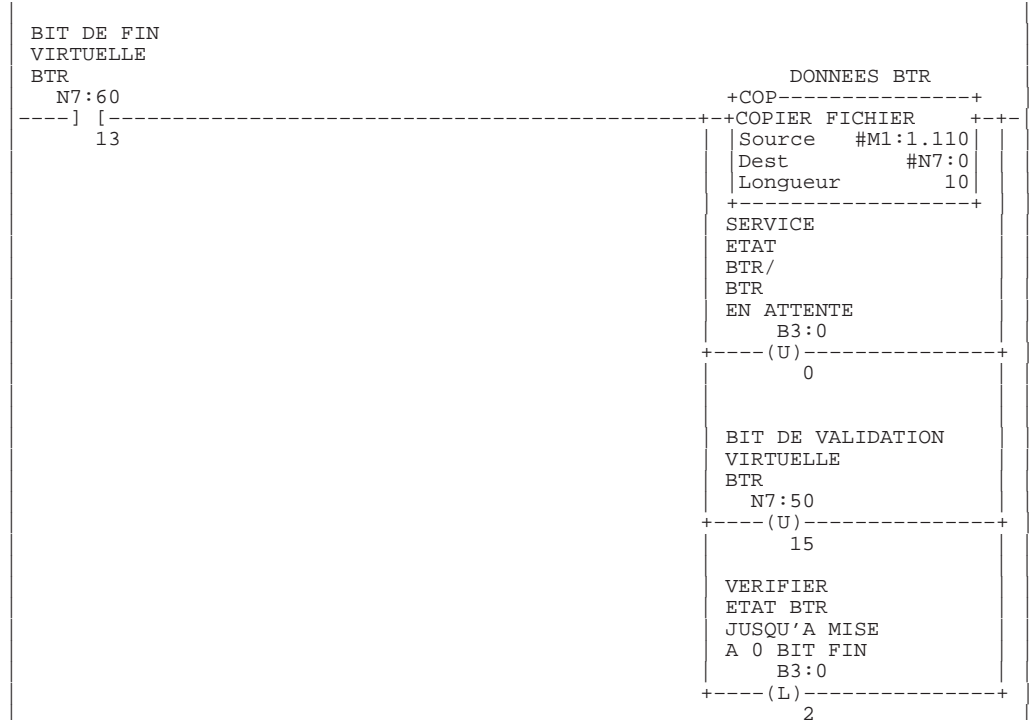 BIT DE FIN
VIRTUELLE
BTR DONNEES BTR
N7:60 +COP---------------+
----] [----------------------------------------------+-+COPIER FICHIER +-+-
13 Source #M1:1.110
Dest #N7:0
Longueur 10
+-------------------+
SERVICE
ETAT
BTR/
BTR
EN ATTENTE
B3:0
+----(U)---------------+
0
BIT DE VALIDATION
VIRTUELLE
BTR
N7:50
+----(U)---------------+
15
VERIFIER
ETAT BTR
JUSQU'A MISE
A 0 BIT FIN
B3:0
+----(L)---------------+
2